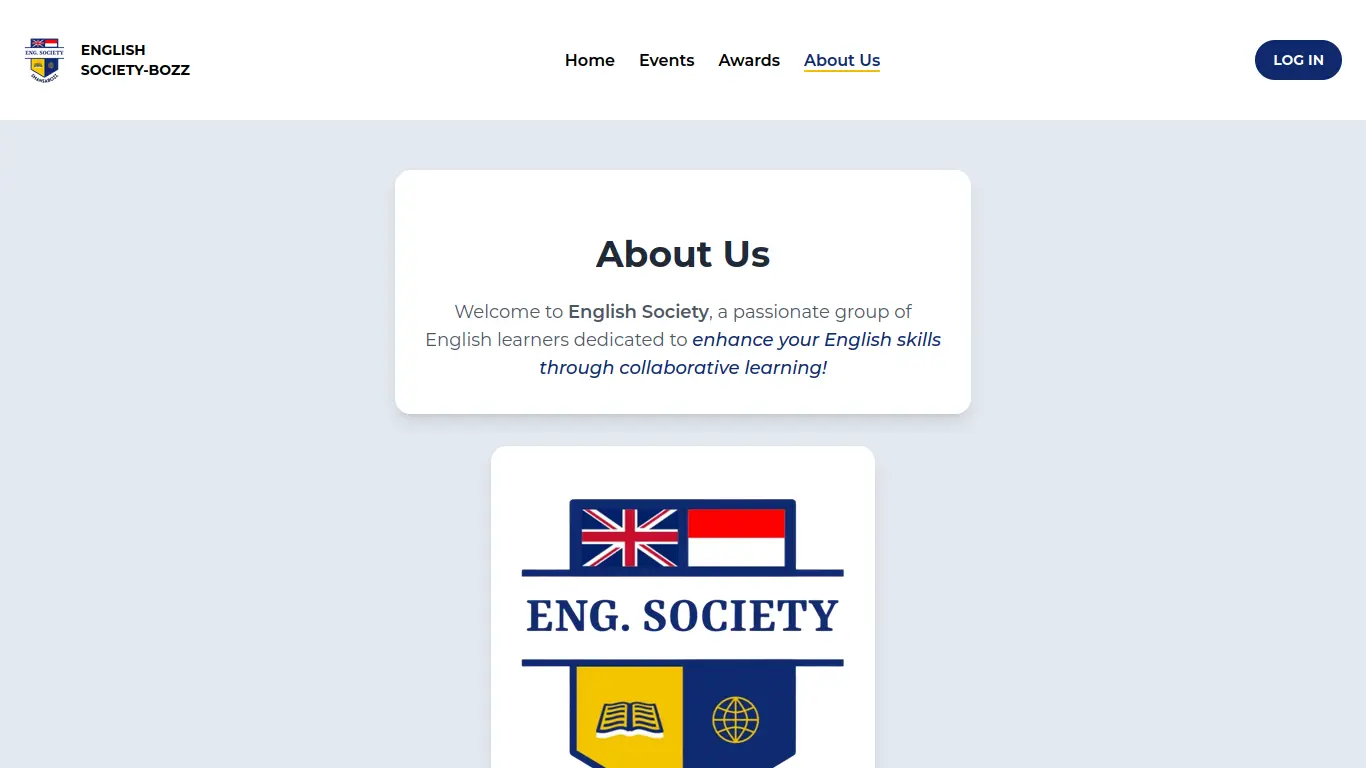 ENG. SOCIETY
ENGLISH
SOCIETY-BOZZ
Home
Events
Awards
About Us
LOG IN
About Us
Welcome to English Society, a passionate group of
English learners dedicated to enhance your English skills
through collaborative learning!
ENG. SOCIETY